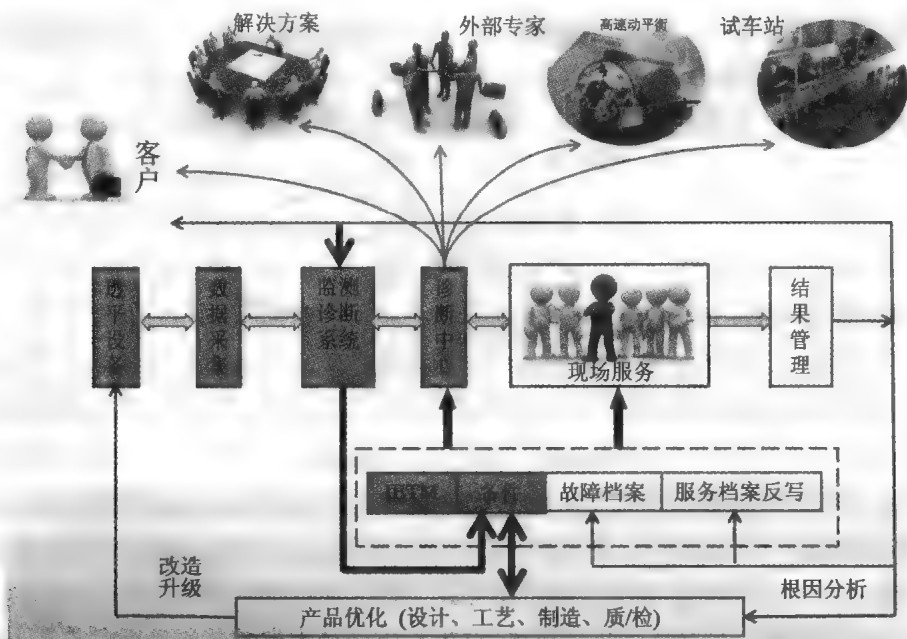 解决方案
外部专家
高速动平衡
试车站
客户
数据采集
监测诊断系统
诊断中心
现场服务
结果管理
故障档案
服务档案反写
改造升级
根因分析
产品优化 (设计、工艺、制造、质/检)